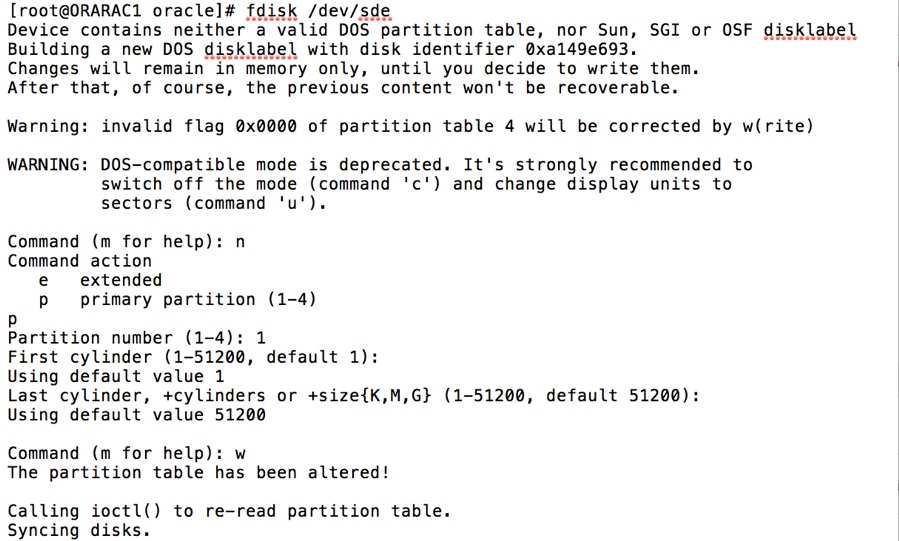 [root@ORARAC1 oracle]# fdisk /dev/sde
Device contains neither a valid DOS partition table, nor Sun, SGI or OSF disklabel
Building a new DOS disklabel with disk identifier 0xa149e693.
Changes will remain in memory only, until you decide to write them.
After that, of course, the previous content won't be recoverable.

Warning: invalid flag 0x0000 of partition table 4 will be corrected by w(rite)

WARNING: DOS-compatible mode is deprecated. It's strongly recommended to
         switch off the mode (command 'c') and change display units to
         sectors (command 'u').

Command (m for help): n
Command action
   e   extended
   p   primary partition (1-4)
p
Partition number (1-4): 1
First cylinder (1-51200, default 1):
Using default value 1
Last cylinder, +cylinders or +size{K,M,G} (1-51200, default 51200):
Using default value 51200

Command (m for help): w
The partition table has been altered!

Calling ioctl() to re-read partition table.
Syncing disks.